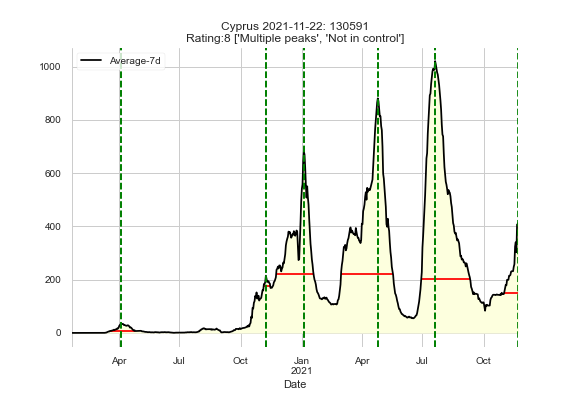 Cyprus 2021-11-22: 130591
Rating:8 ['Multiple peaks', 'Not in control']
Average-7d
1000
800
600
400
200
0
Apr
Jul
Oct
Jan
2021
Apr
Jul
Oct
Date